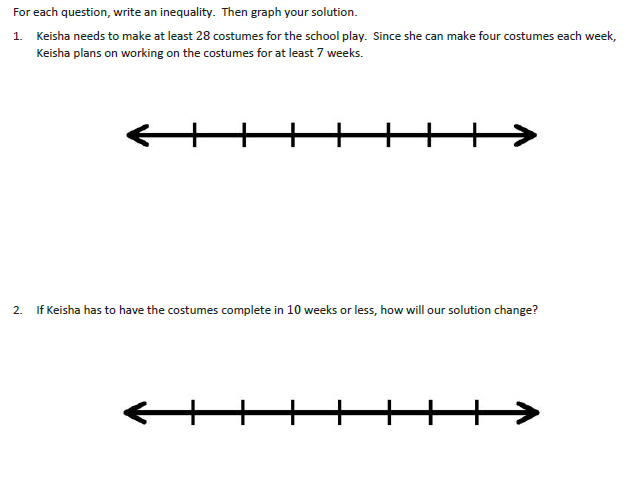 For each question, write an inequality. Then graph your solution.
1. Keisha needs to make at least 28 costumes for the school play. Since she can make four costumes each week,
Keisha plans on working on the costumes for at least 7 weeks.
2. If Keisha has to have the costumes complete in 10 weeks or less, how will our solution change?